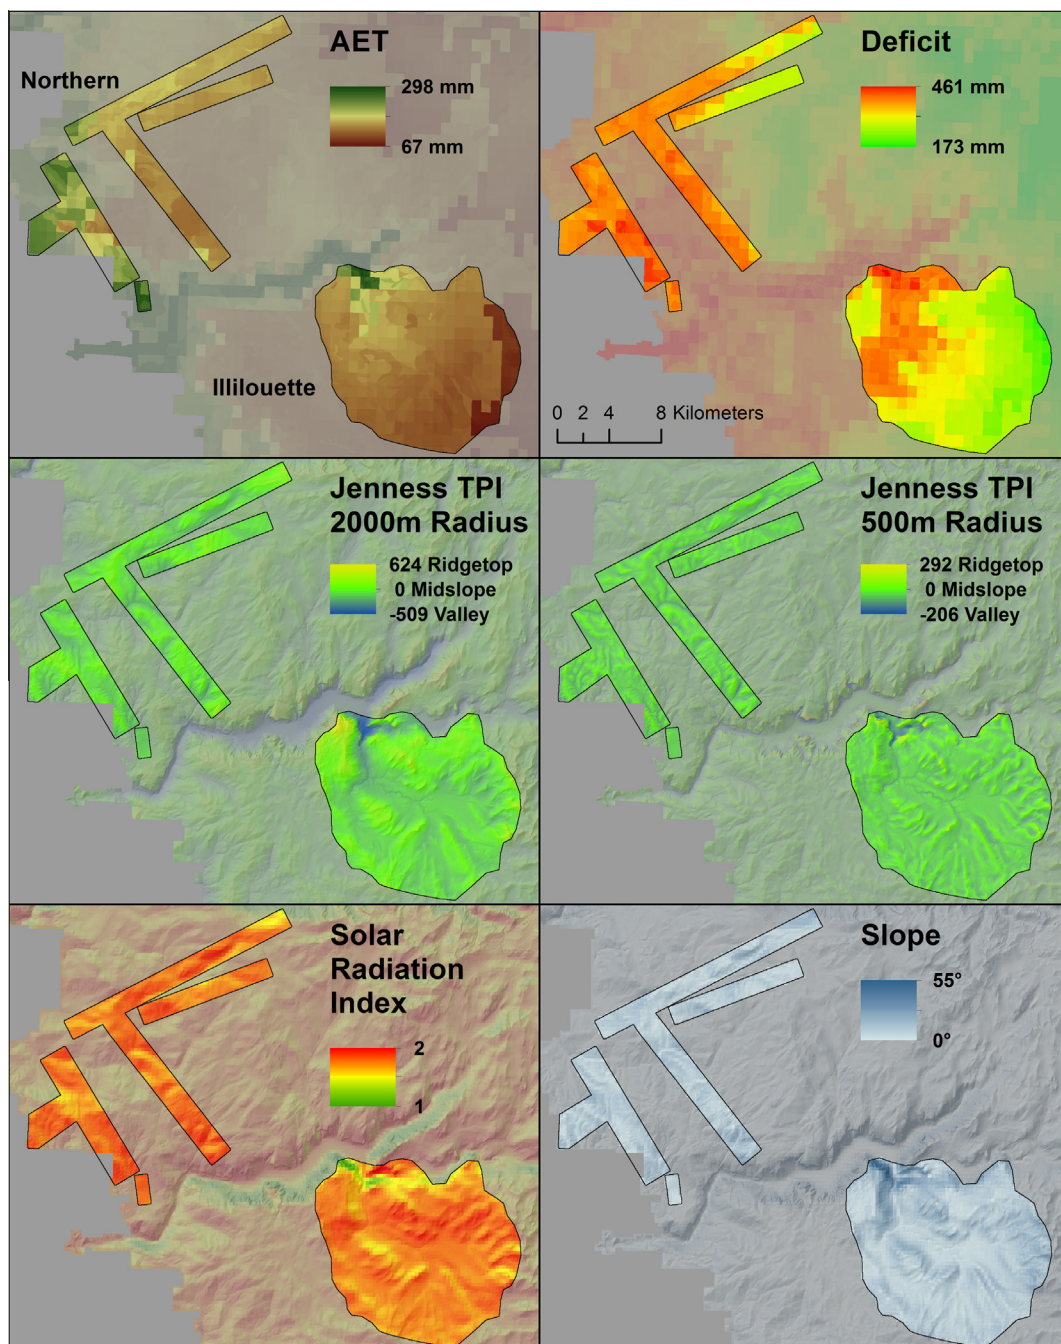 AET
Northern
298 mm
67 mm
Illilouette
Deficit
461 mm
173 mm
0 2 4 8 Kilometers
Jenness TPI
2000m Radius
624 Ridgetop
0 Midslope
-509 Valley
Jenness TPI
500m Radius
292 Ridgetop
0 Midslope
-206 Valley
Solar
Radiation
Index
2
1
Slope
55°
0°